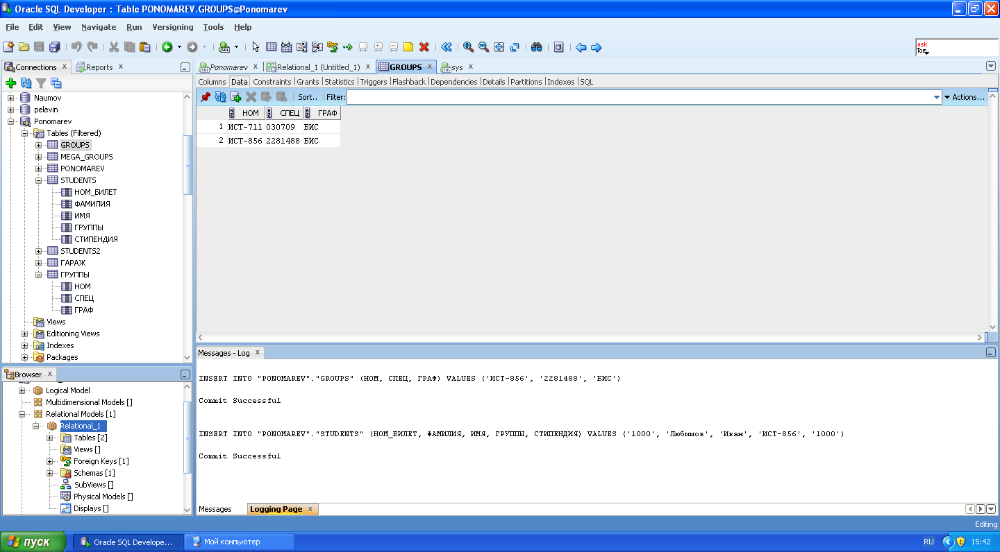 Oracle SQL Developer : Table PONOMAREV.GROUPS@Ponomarev
File Edit View Navigate Run Versioning Tools Help
ask
Tom
Connections Reports
Ponomarev Relational_1 (Untitled_1) GROUPS sys
Columns Data Constraints Grants Statistics Triggers Flashback Dependencies Details Partitions Indexes SQL
Sort.. Filter: Actions...
НОМ СПЕЦ ГРАФ
1 ИСТ-711 030709 БИС
2 ИСТ-856 2281488 БИС
Naumov
pelevin
Ponomarev
Tables (Filtered)
GROUPS
MEGA_GROUPS
PONOMAREV
STUDENTS
НОМ_БИЛЕТ
ФАМИЛИЯ
ИМЯ
ГРУППЫ
СТИПЕНДИЯ
STUDENTS2
ГАРАЖ
ГРУППЫ
НОМ
СПЕЦ
ГРАФ
Views
Editioning Views
Indexes
Packages
Messages - Log
INSERT INTO "PONOMAREV"."GROUPS" (НОМ, СПЕЦ, ГРАФ) VALUES ('ИСТ-856', '2281488', 'БИС')
Commit Successful
INSERT INTO "PONOMAREV"."STUDENTS" (НОМ_БИЛЕТ, ФАМИЛИЯ, ИМЯ, ГРУППЫ, СТИПЕНДИЯ) VALUES ('1000', 'Любимов', 'Иван', 'ИСТ-856', '1000')
Commit Successful
Messages Logging Page
Browser
Logical Model
Multidimensional Models []
Relational Models [1]
Relational_1
Tables [2]
Views []
Foreign Keys [1]
Schemas [1]
SubViews []
Physical Models []
Displays []
Editing
пуск Oracle SQL Develope... Мой компьютер RU 15:42